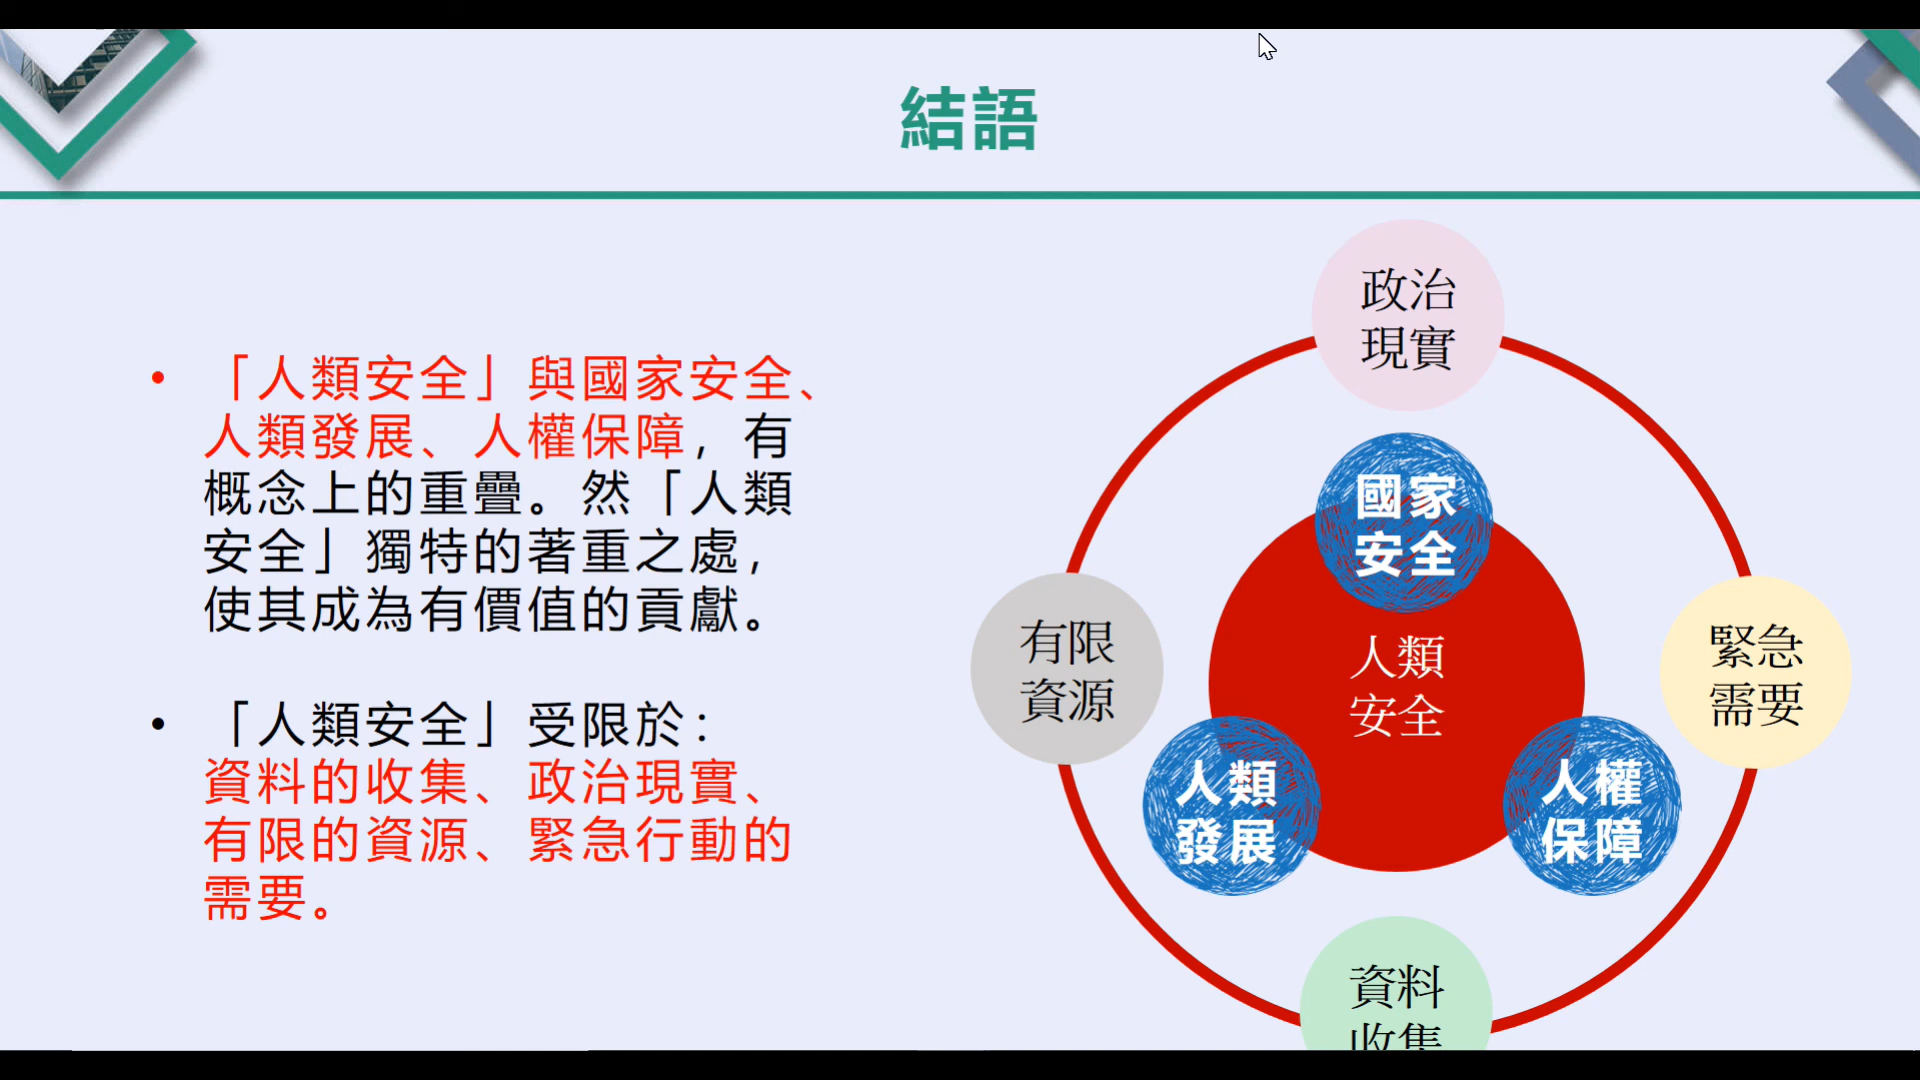 結語
• 「人類安全」與國家安全、
人類發展、人權保障，有
概念上的重疊。然「人類
安全」獨特的著重之處，
使其成為有價值的貢獻。
• 「人類安全」受限於：
資料的收集、政治現實、
有限的資源、緊急行動的
需要。
政治
現實
國家
安全
有限
資源
人類
安全
緊急
需要
人類
發展
人權
保障
資料
收集